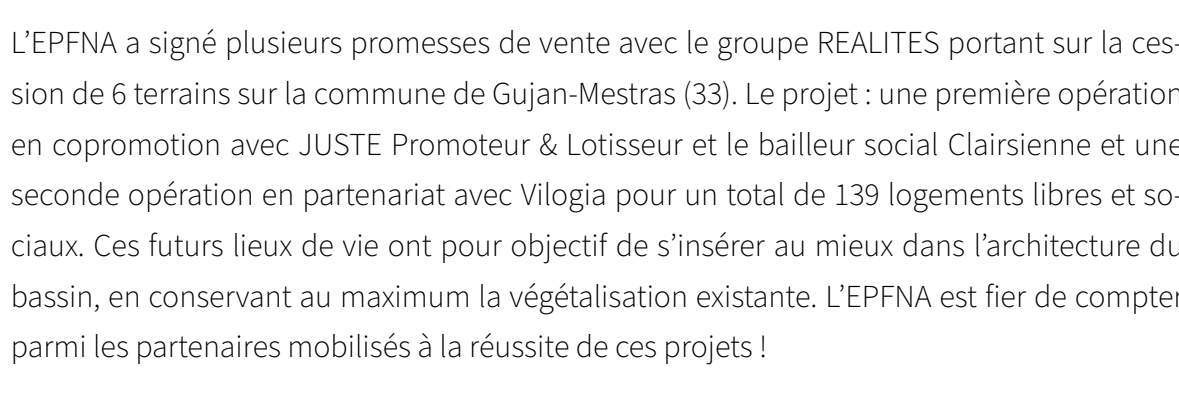 L’EPFNA a signé plusieurs promesses de vente avec le groupe REALITES portant sur la ces-
sion de 6 terrains sur la commune de Gujan-Mestras (33). Le projet : une première opération
en copromotion avec JUSTE Promoteur & Lotisseur et le bailleur social Clairsienne et une
seconde opération en partenariat avec Vilogia pour un total de 139 logements libres et so-
ciaux. Ces futurs lieux de vie ont pour objectif de s’insérer au mieux dans l’architecture du
bassin, en conservant au maximum la végétalisation existante. L’EPFNA est fier de compter
parmi les partenaires mobilisés à la réussite de ces projets !